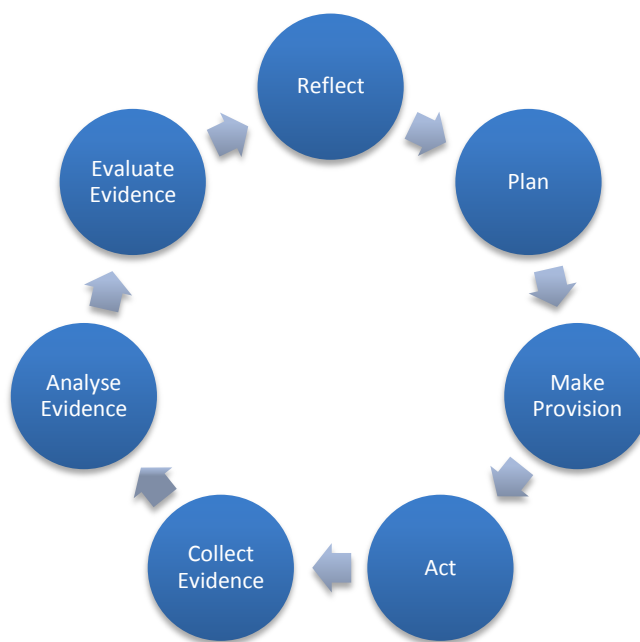 Reflect
Plan
Make
Provision
Act
Collect
Evidence
Analyse
Evidence
Evaluate
Evidence